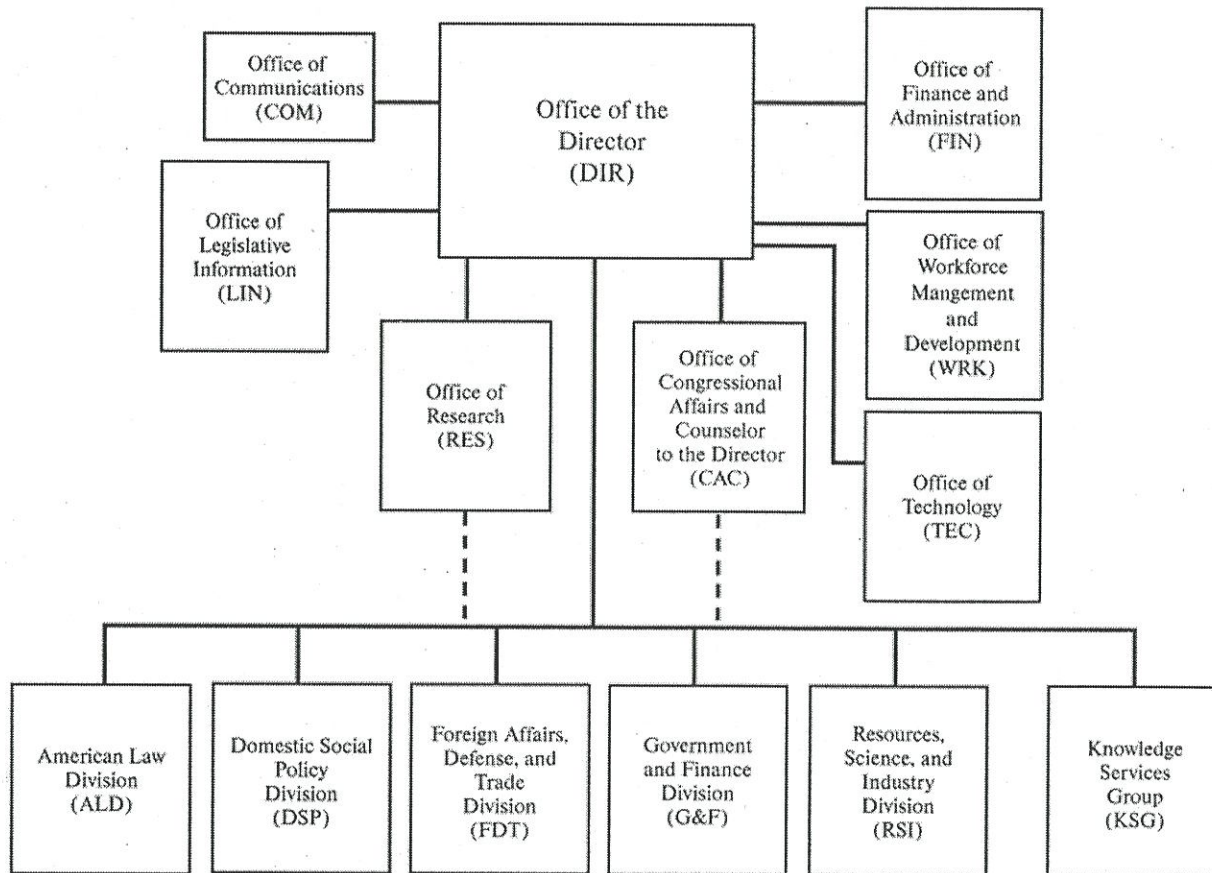 Office of
Communications
(COM)
Office of the
Director
(DIR)
Office of
Finance and
Administration
(FIN)
Office of
Legislative
Information
(LIN)
Office of
Workforce
Mangement
and
Development
(WRK)
Office of
Research
(RES)
Office of
Congressional
Affairs and
Counselor
to the Director
(CAC)
Office of
Technology
(TEC)
American Law
Division
(ALD)
Domestic Social
Policy
Division
(DSP)
Foreign Affairs,
Defense, and
Trade
Division
(FDT)
Government
and Finance
Division
(G&F)
Resources,
Science, and
Industry
Division
(RSI)
Knowledge
Services
Group
(KSG)